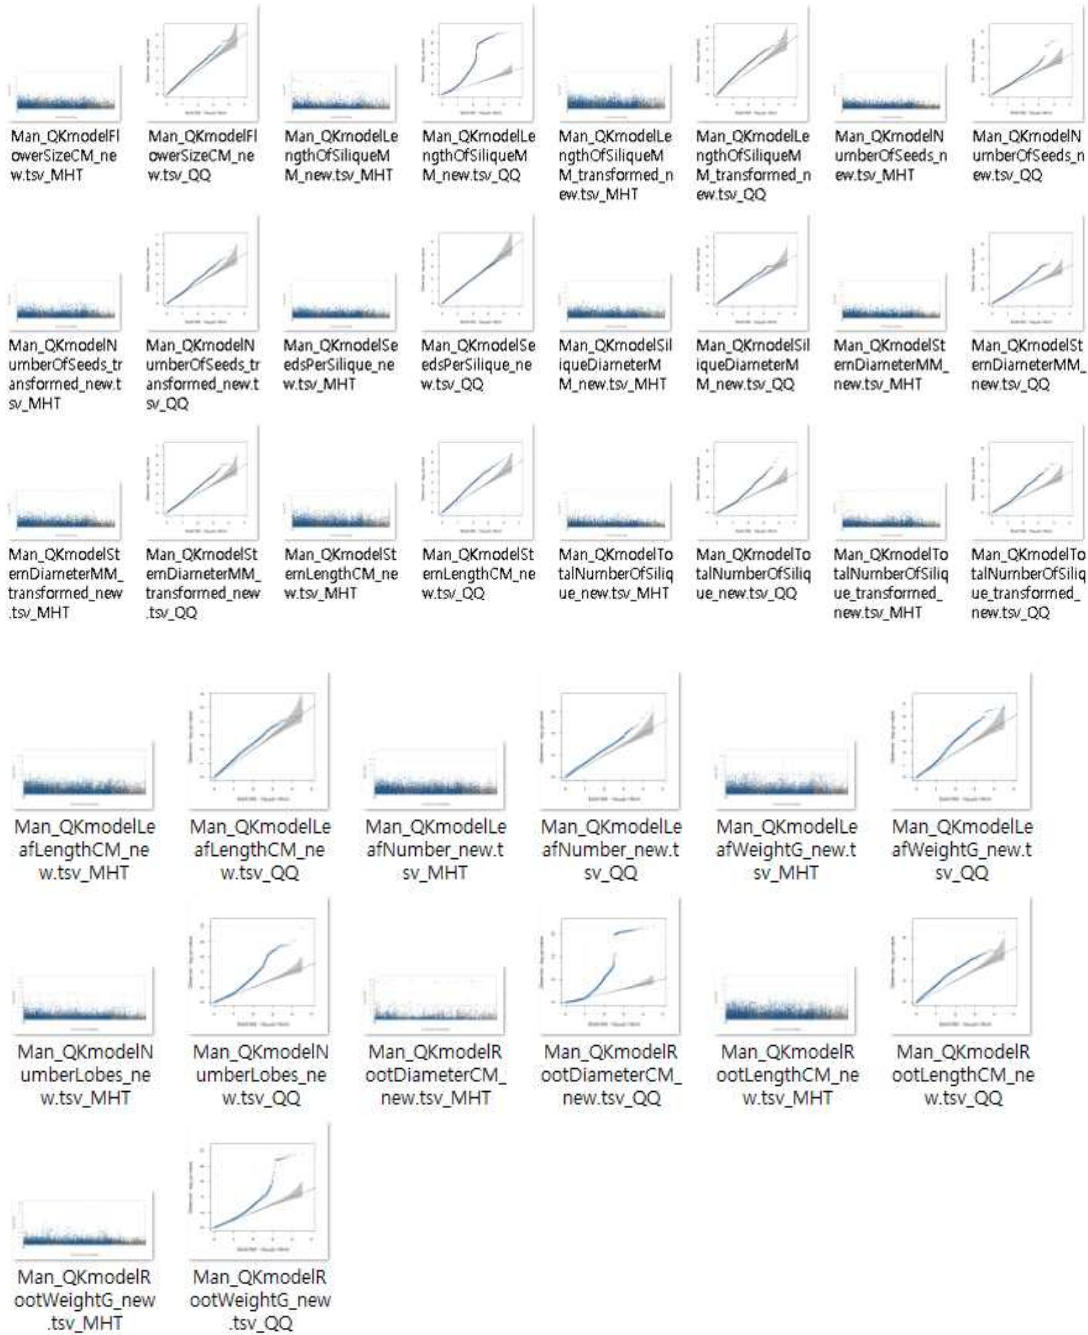 Man_QKmodelFl Man_QKmodelFl Man_QKmodelLe Man_QKmodelLe Man_QKmodelLe Man_QKmodelLe Man_QKmodelN Man_QKmodelN
owerSizeCM_ne owerSizeCM_ne ngthOfSiliqueM ngthOfSiliqueM ngthOfSiliqueM ngthOfSiliqueM umberOfSeeds_n umberOfSeeds_n
w.tsv_MHT w.tsv_QQ M_new.tsv_MHT M_new.tsv_QQ M_transformed_n M_transformed_n ew.tsv_MHT ew.tsv_QQ
ew.tsv_MHT ew.tsv_QQ
Man_QKmodelN Man_QKmodelN Man_QKmodelSe Man_QKmodelSe Man_QKmodelSil Man_QKmodelSil Man_QKmodelSt Man_QKmodelSt
umberOfSeeds_tr umberOfSeeds_tr edsPerSilique_ne edsPerSilique_ne iqueDiameterM iqueDiameterM emDiameterMM_ emDiameterMM_
ansformed_new.t ansformed_new.t w.tsv_MHT w.tsv_QQ M_new.tsv_MHT M_new.tsv_QQ new.tsv_MHT new.tsv_QQ
sv_MHT sv_QQ
Man_QKmodelSt Man_QKmodelSt Man_QKmodelSt Man_QKmodelSt Man_QKmodelTo Man_QKmodelTo Man_QKmodelTo Man_QKmodelTo
emDiameterMM_ emDiameterMM_ emLengthCM_ne emLengthCM_ne talNumberOfSiliq talNumberOfSiliq talNumberOfSiliq talNumberOfSiliq
transformed_new transformed_new w.tsv_MHT w.tsv_QQ ue_new.tsv_MHT ue_new.tsv_QQ ue_transformed_ ue_transformed_
.tsv_MHT .tsv_QQ new.tsv_MHT new.tsv_QQ
Man_QKmodelLe Man_QKmodelLe Man_QKmodelLe Man_QKmodelLe Man_QKmodelLe Man_QKmodelLe
afLengthCM_ne afLengthCM_ne afNumber_new.t afNumber_new.t afWeightG_new.t afWeightG_new.t
w.tsv_MHT w.tsv_QQ sv_MHT sv_QQ sv_MHT sv_QQ
Man_QKmodelN Man_QKmodelN Man_QKmodelR Man_QKmodelR Man_QKmodelR Man_QKmodelR
umberLobes_ne umberLobes_ne ootDiameterCM_ ootDiameterCM_ ootLengthCM_ne ootLengthCM_ne
w.tsv_MHT w.tsv_QQ new.tsv_MHT new.tsv_QQ w.tsv_MHT w.tsv_QQ
Man_QKmodelR Man_QKmodelR
ootWeightG_new ootWeightG_new
.tsv_MHT .tsv_QQ